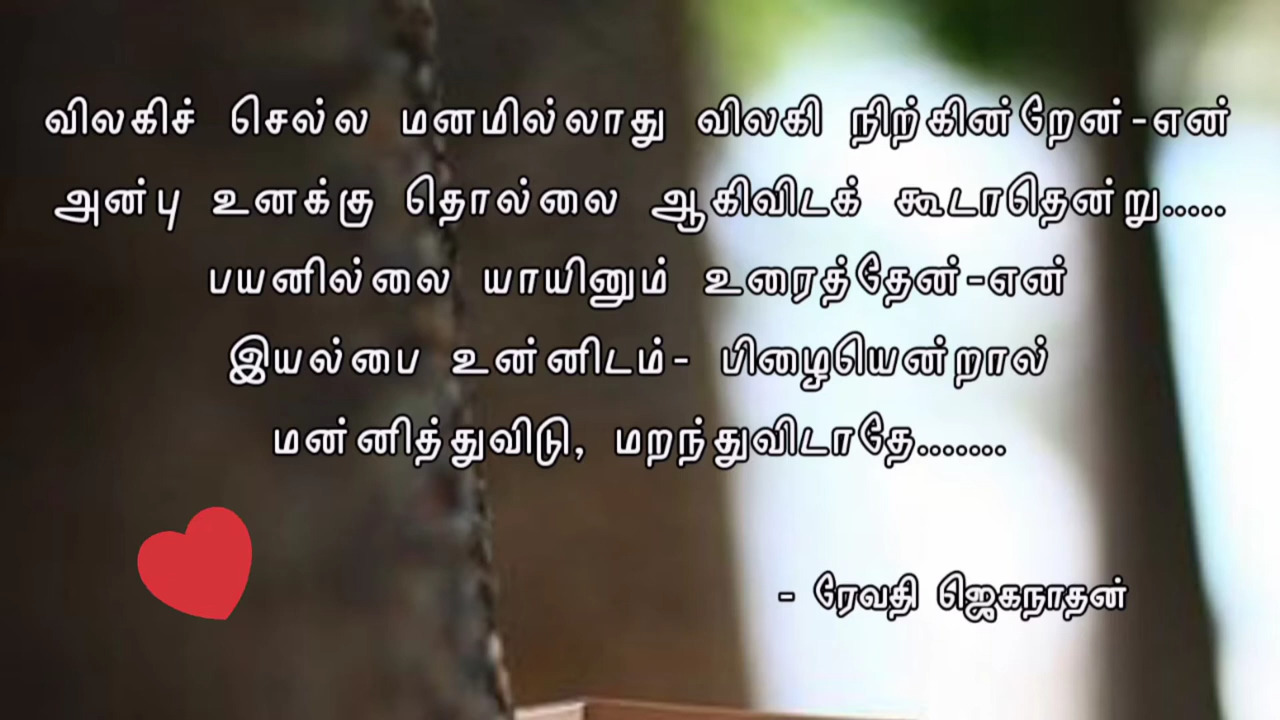 விலகிச் செல்ல மனமில்லாது விலகி நிற்கின்றேன்-என்
அன்பு உனக்கு தொல்லை ஆகிவிடக் கூடாதென்று.....
பயனில்லை யாயினும் உரைத்தேன்-என்
இயல்பை உன்னிடம்- பிழையென்றால்
மன்னித்துவிடு, மறந்துவிடாதே.......
- ரேவதி ஜெகநாதன்